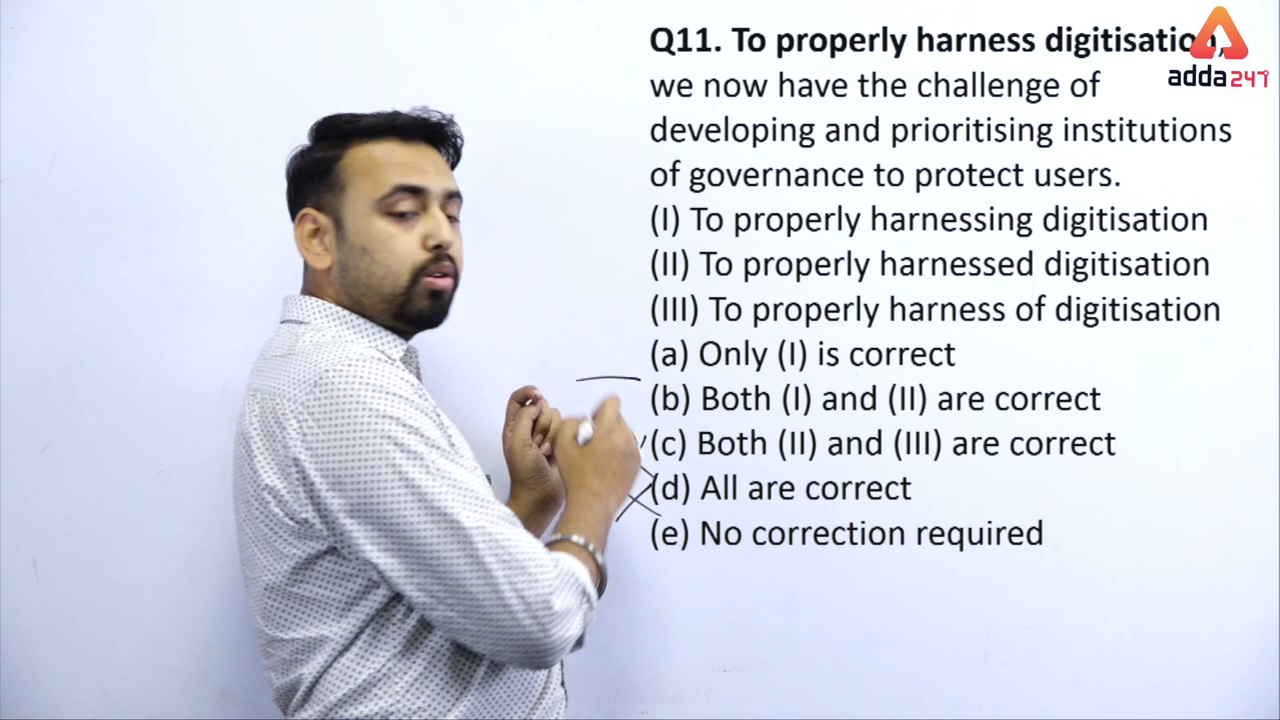 Q11. To properly harness digitisation,
adda247
we now have the challenge of
developing and prioritising institutions
of governance to protect users.
(I) To properly harnessing digitisation
(II) To properly harnessed digitisation
(III) To properly harness of digitisation
(a) Only (I) is correct
(b) Both (I) and (II) are correct
(c) Both (II) and (III) are correct
(d) All are correct
(e) No correction required